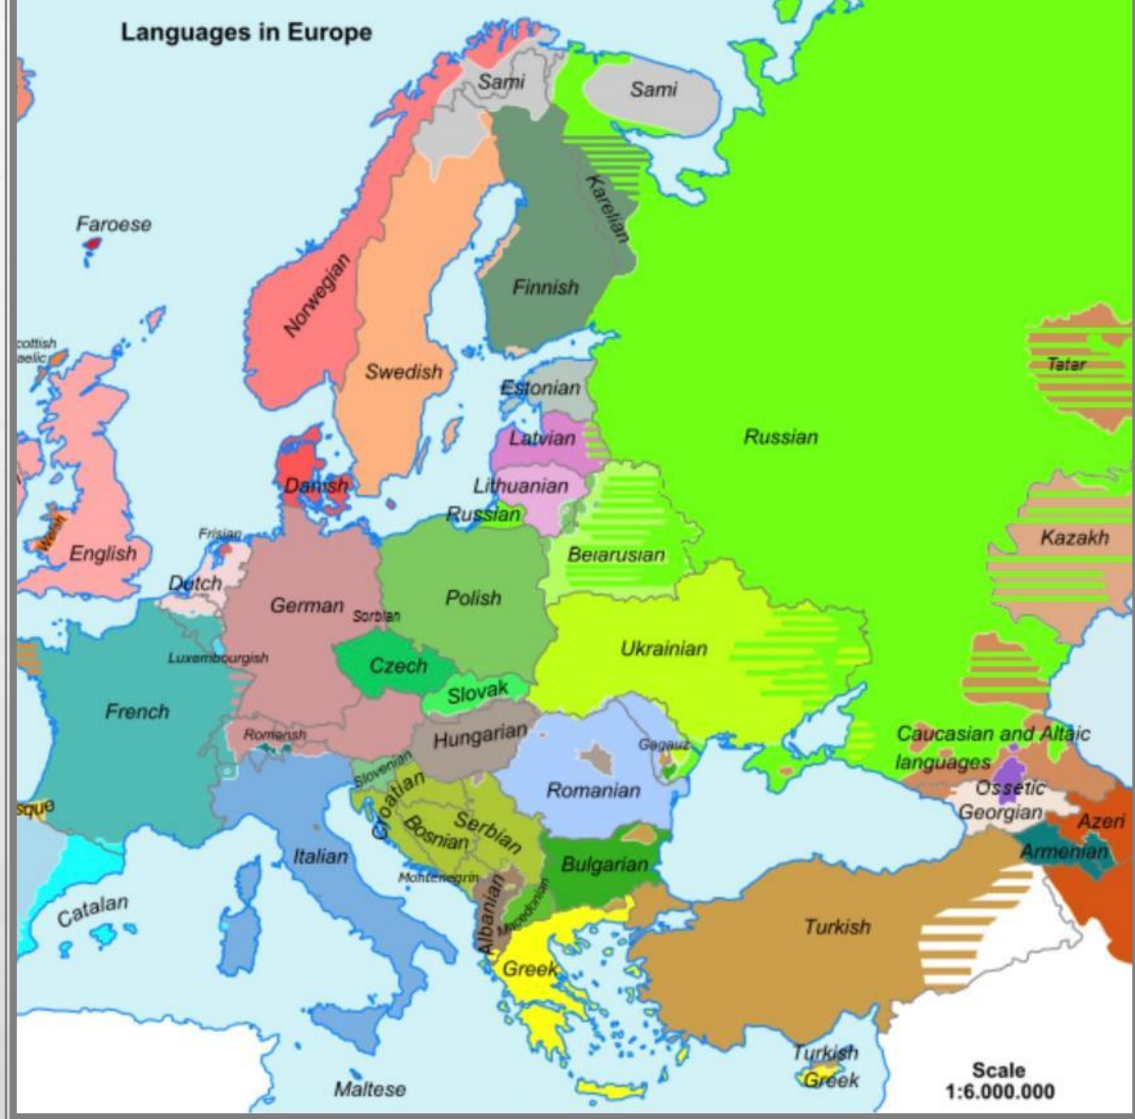 Languages in Europe
Sami
Sami
Faroese
Karelian
Norwegian
Finnish
cottish
aelic
Swedish
Tatar
Estonian
Latvian
Russian
Danish
Lithuanian
Russian
Welsh
Frisian
Kazakh
English
Belarusian
Dutch
German
Polish
Sorbian
Ukrainian
Luxembourgish
Czech
Slovak
French
Romansh
Hungarian
Gagauz
Caucasian and Altaic
languages
Slovenian
Romanian
Ossetic
sque
Croatian
Georgian
Azeri
Bosnian
Serbian
Italian
Bulgarian
Armenian
Montenegrin
Catalan
Albanian
Macedonian
Turkish
Greek
Turkish
Greek
Maltese
Scale
1:6.000.000